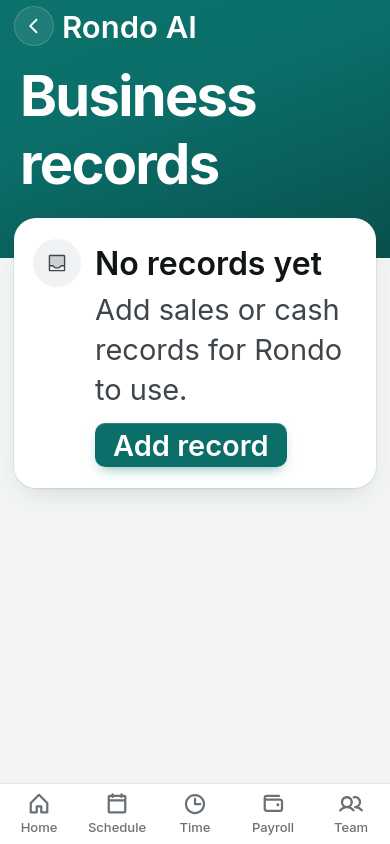 Rondo AI
Business
records
No records yet
Add sales or cash
records for Rondo
to use.
Add record
Home
Schedule
Time
Payroll
Team